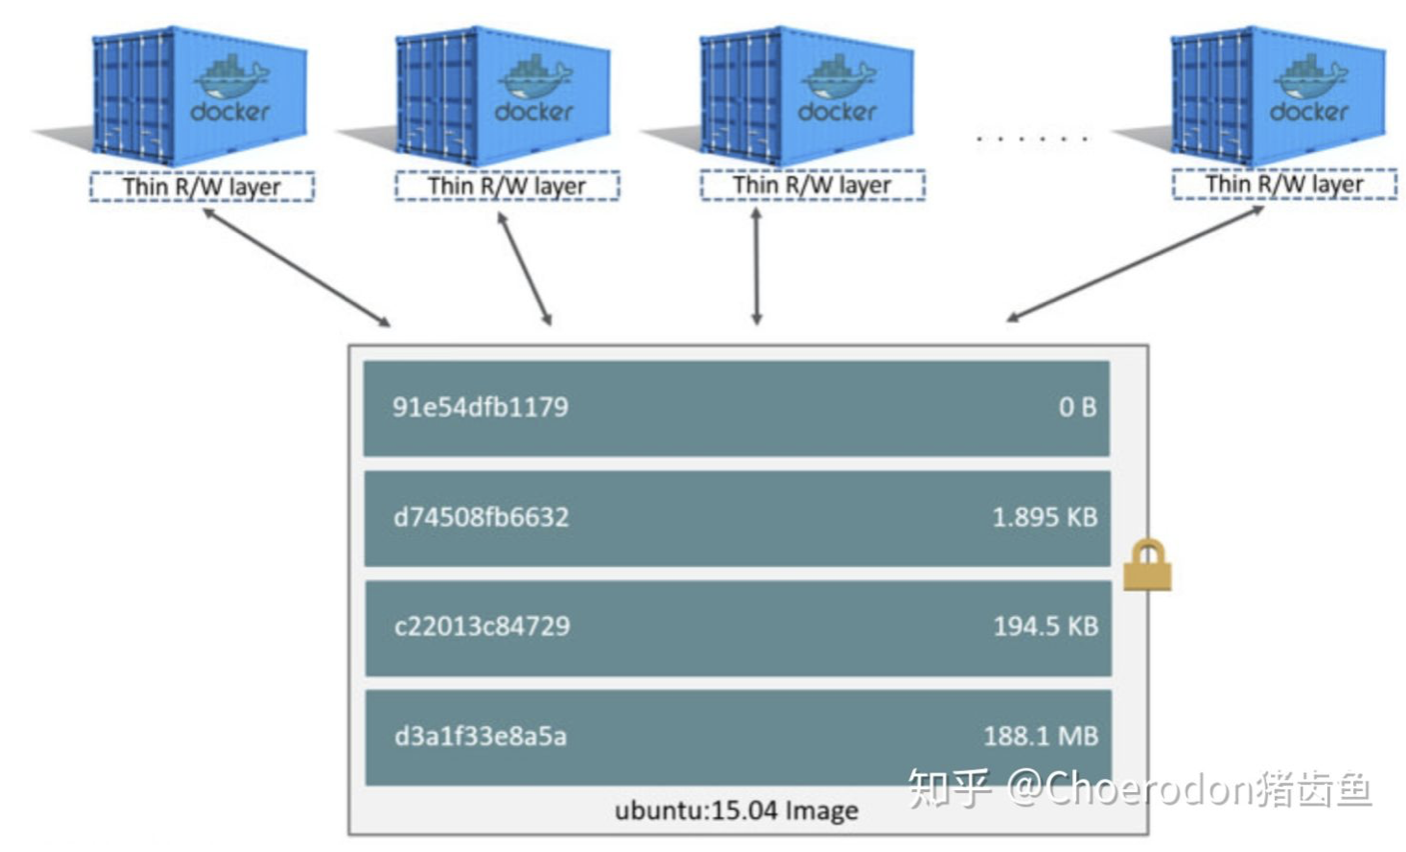 docker docker docker docker
Thin R/W layer Thin R/W layer Thin R/W layer ...... Thin R/W layer
91e54dfb1179 0 B
d74508fb6632 1.895 KB
c22013c84729 194.5 KB
d3a1f33e8a5a 188.1 MB
知乎 @Choerodon猪齿鱼
ubuntu:15.04 Image